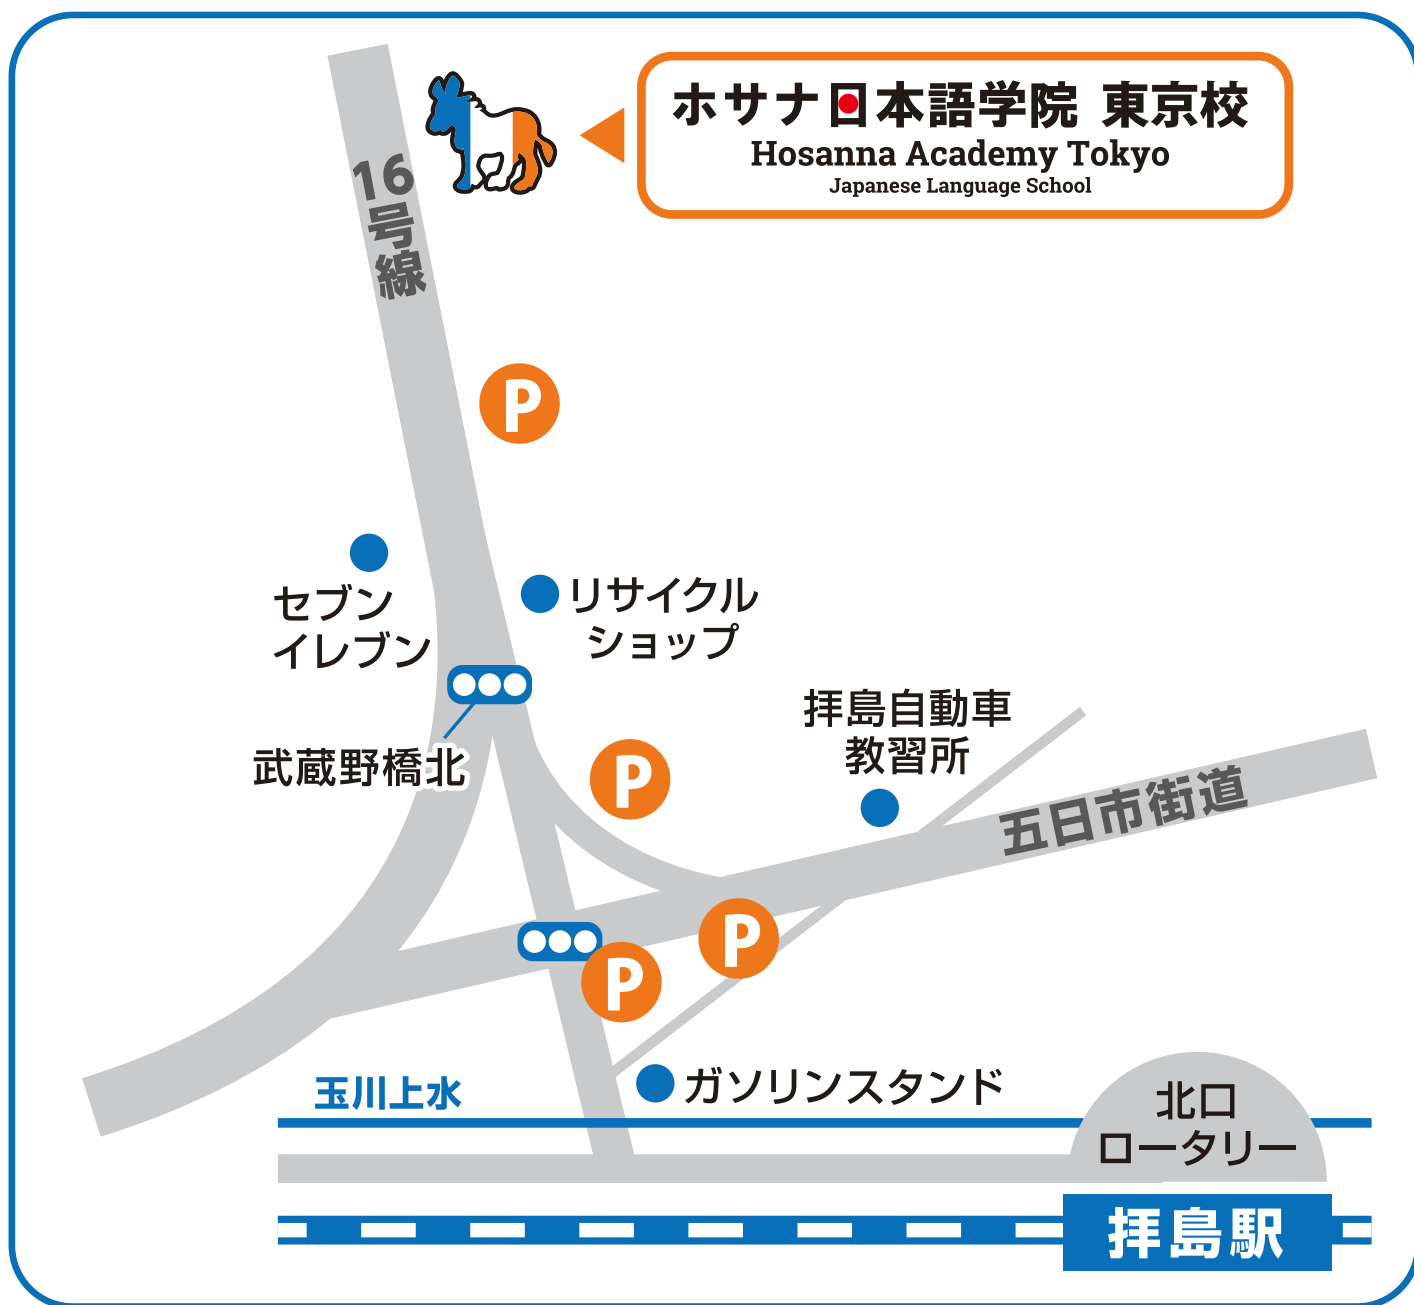 ホサナ日本語学院 東京校
Hosanna Academy Tokyo
Japanese Language School
16号線
P
セブン
イレブン
リサイクル
ショップ
武蔵野橋北
P
拝島自動車
教習所
五日市街道
P
P
ガソリンスタンド
玉川上水
北口
ロータリー
拝島駅